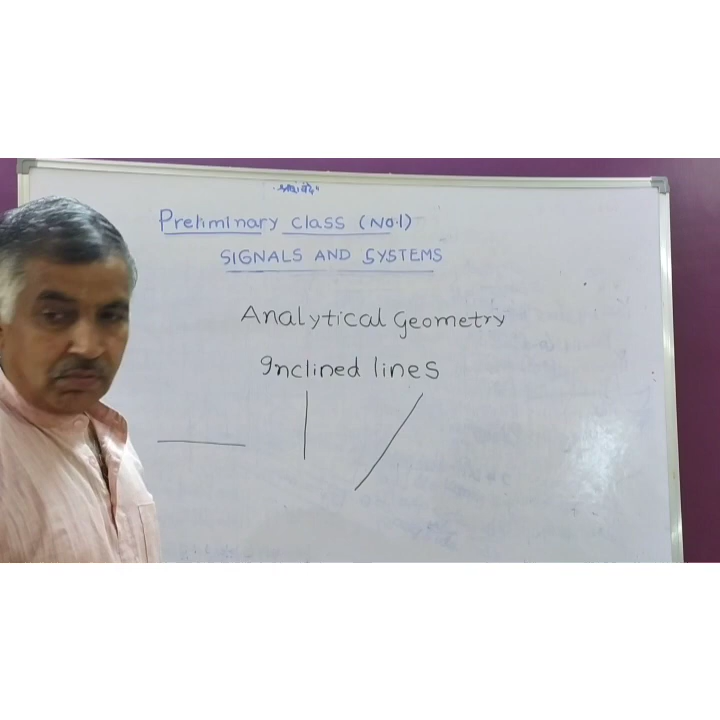 Preliminary class (No.1)
SIGNALS AND SYSTEMS
Analytical Geometry
Inclined lines